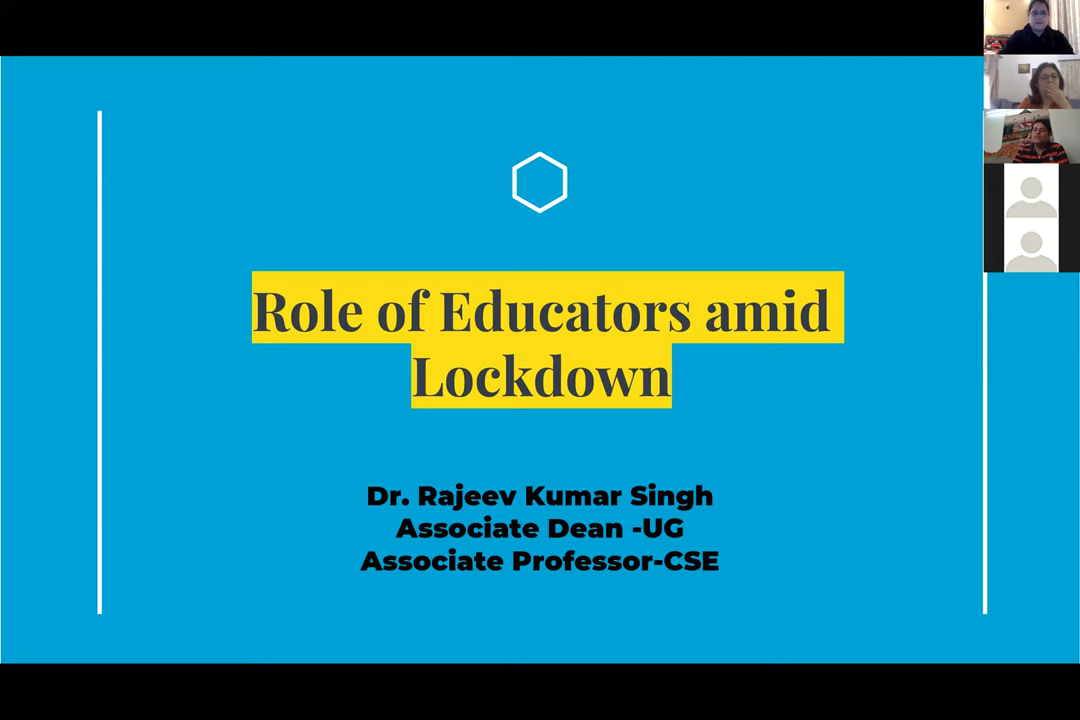 Role of Educators amid
Lockdown
Dr. Rajeev Kumar Singh
Associate Dean -UG
Associate Professor-CSE